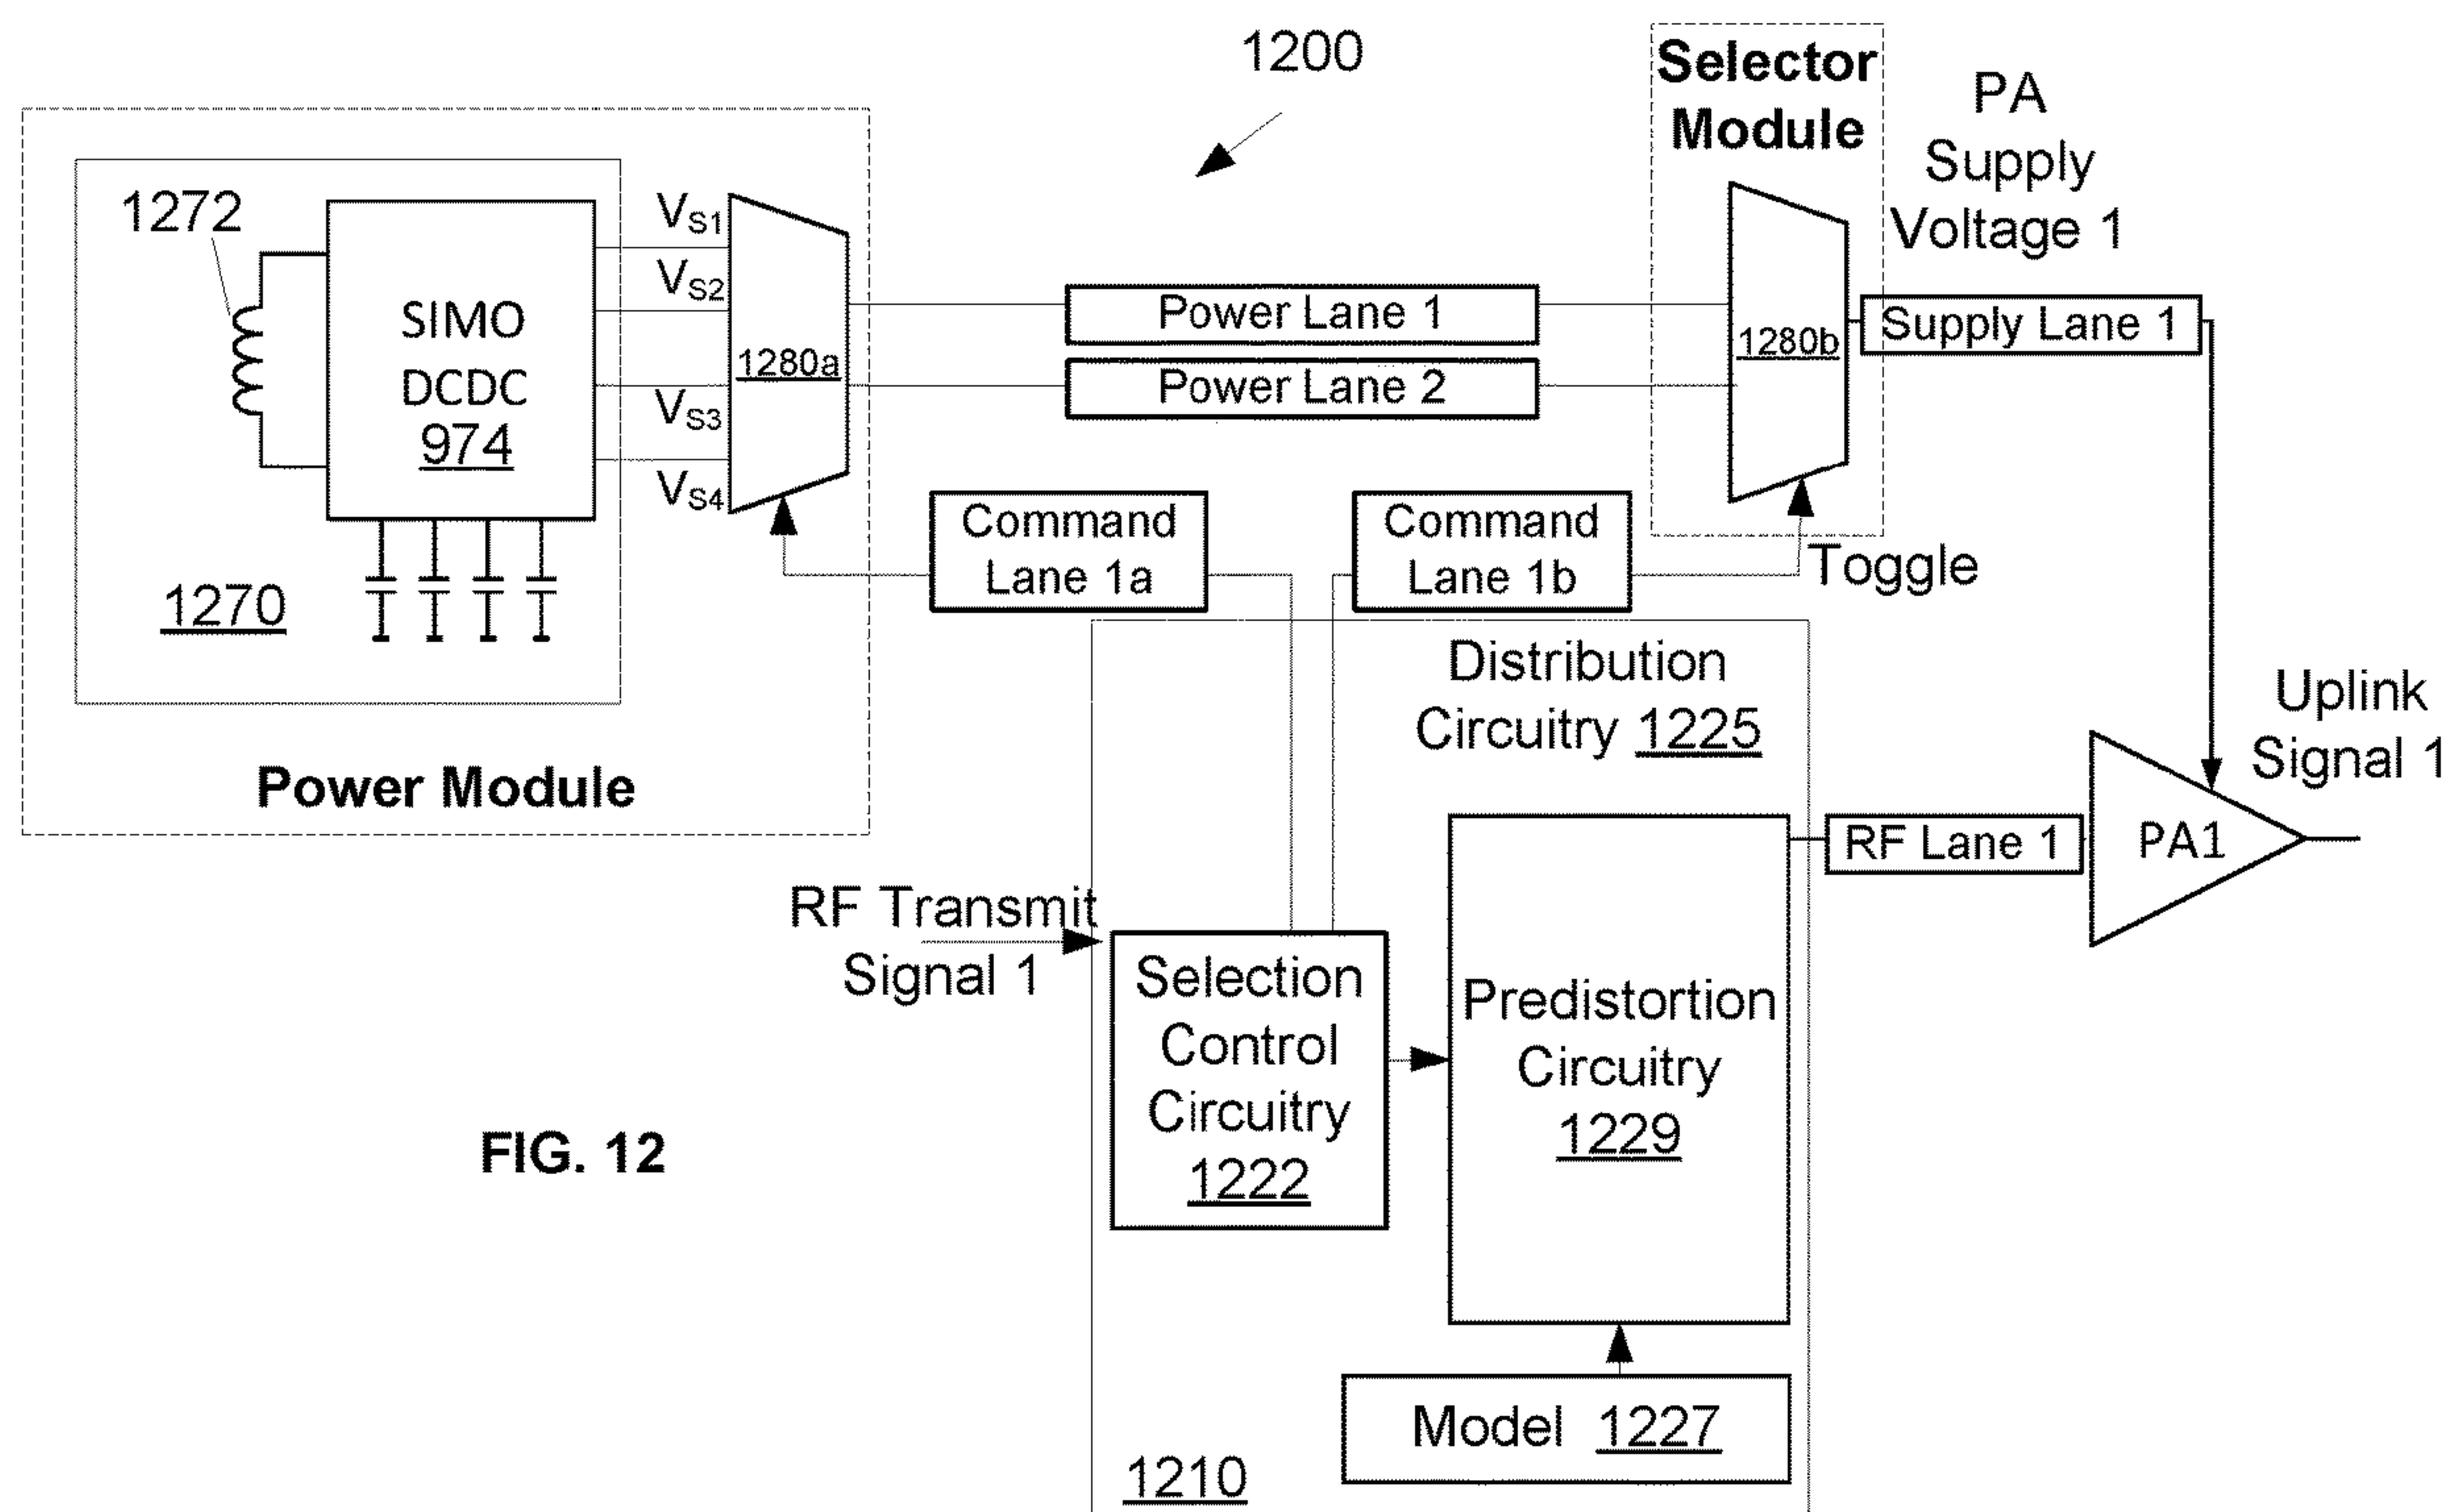 1200
Selector
Module
PA
Supply
Voltage 1
1272
VS1
VS2
VS3
VS4
SIMO
DCDC
974
1280a
Power Lane 1
Power Lane 2
1280b
Supply Lane 1
Command
Lane 1a
Command
Lane 1b
Toggle
1270
Power Module
Distribution
Circuitry 1225
Uplink
Signal 1
RF Lane 1
PA1
RF Transmit
Signal 1
Selection
Control
Circuitry
1222
Predistortion
Circuitry
1229
FIG. 12
Model 1227
1210